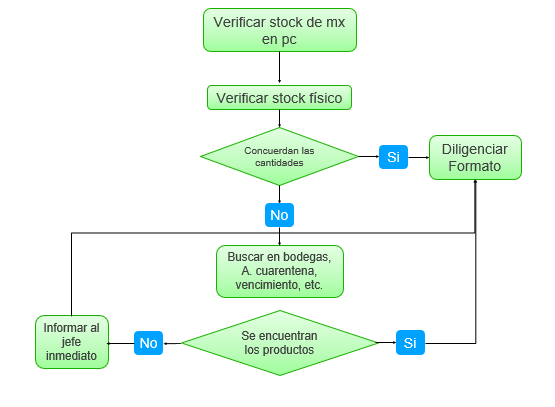 Verificar stock de mx
en pc
Verificar stock físico
Concuerdan las
cantidades
Si
Diligenciar
Formato
No
Buscar en bodegas,
A. cuarentena,
vencimiento, etc.
Se encuentran
los productos
Si
No
Informar al
jefe
inmediato